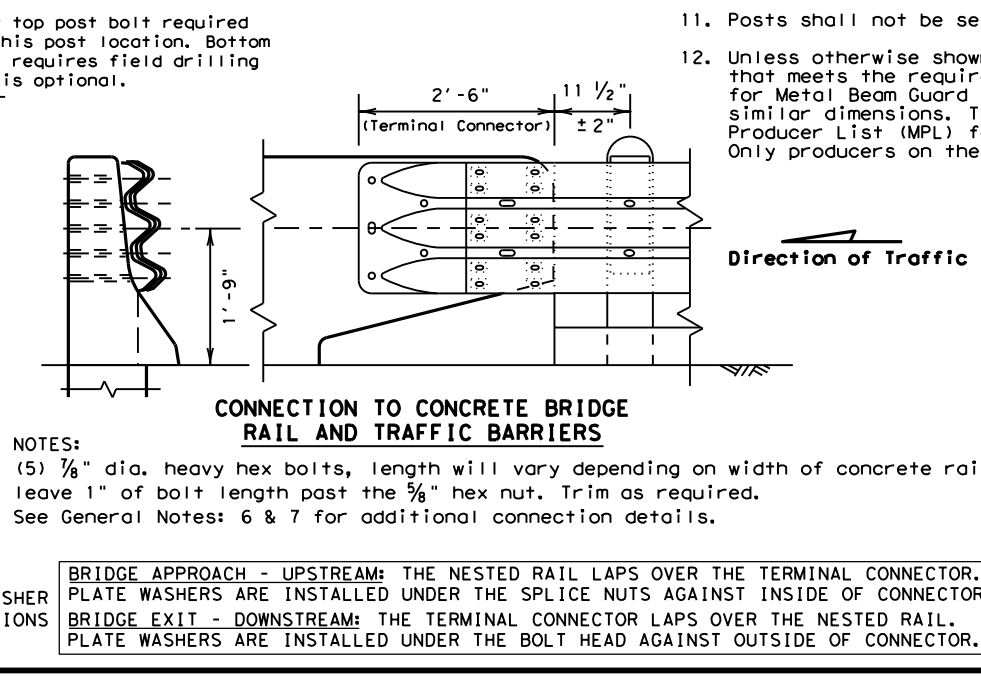 top post bolt required
his post location. Bottom
requires field drilling
is optional.
11. Posts shall not be se
12. Unless otherwise shown
that meets the require
for Metal Beam Guard
similar dimensions. T
Producer List (MPL) f
Only producers on the
2'-6"
(Terminal Connector)
11 ½"
±2"
1'-9"
Direction of Traffic
CONNECTION TO CONCRETE BRIDGE
RAIL AND TRAFFIC BARRIERS
NOTES:
(5) ⅞" dia. heavy hex bolts, length will vary depending on width of concrete rai
leave 1" of bolt length past the ⅝" hex nut. Trim as required.
See General Notes: 6 & 7 for additional connection details.
SHER
IONS
BRIDGE APPROACH - UPSTREAM: THE NESTED RAIL LAPS OVER THE TERMINAL CONNECTOR.
PLATE WASHERS ARE INSTALLED UNDER THE SPLICE NUTS AGAINST INSIDE OF CONNECTOR
BRIDGE EXIT - DOWNSTREAM: THE TERMINAL CONNECTOR LAPS OVER THE NESTED RAIL.
PLATE WASHERS ARE INSTALLED UNDER THE BOLT HEAD AGAINST OUTSIDE OF CONNECTOR.